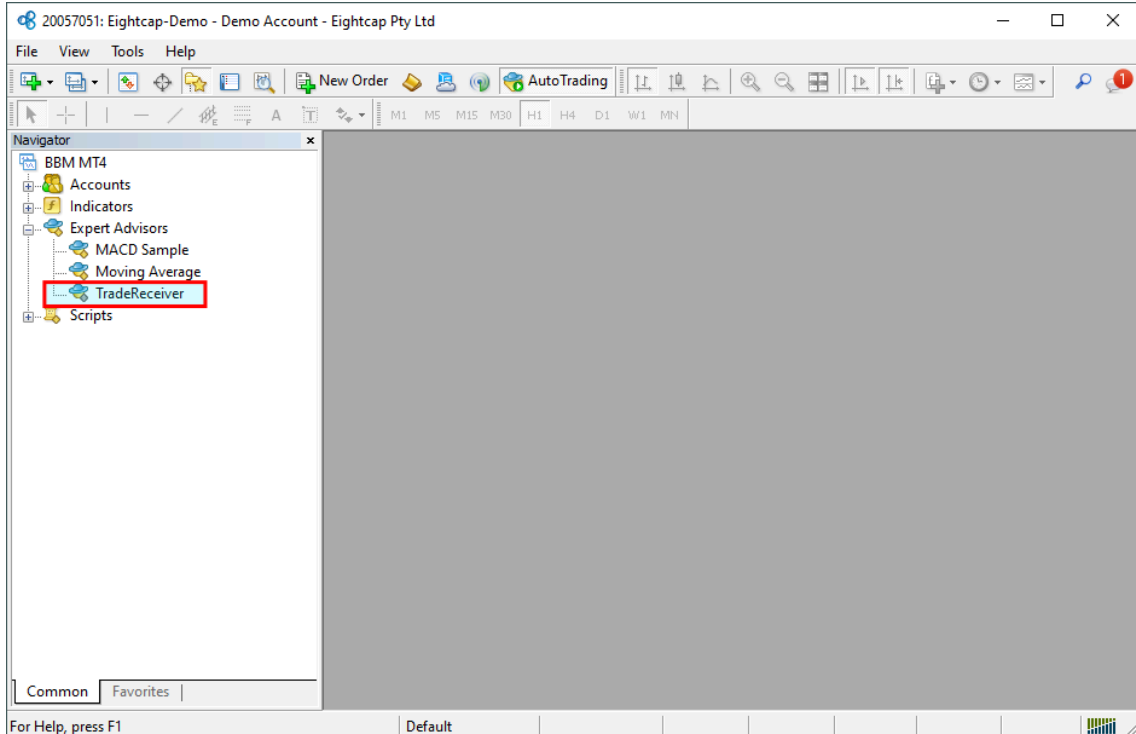 20057051: Eightcap-Demo - Demo Account - Eightcap Pty Ltd
File View Tools Help
New Order AutoTrading 1
E F A T M1 M5 M15 M30 H1 H4 D1 W1 MN
Navigator
BBM MT4
Accounts
Indicators
Expert Advisors
MACD Sample
Moving Average
TradeReceiver
Scripts
Common Favorites
For Help, press F1 Default